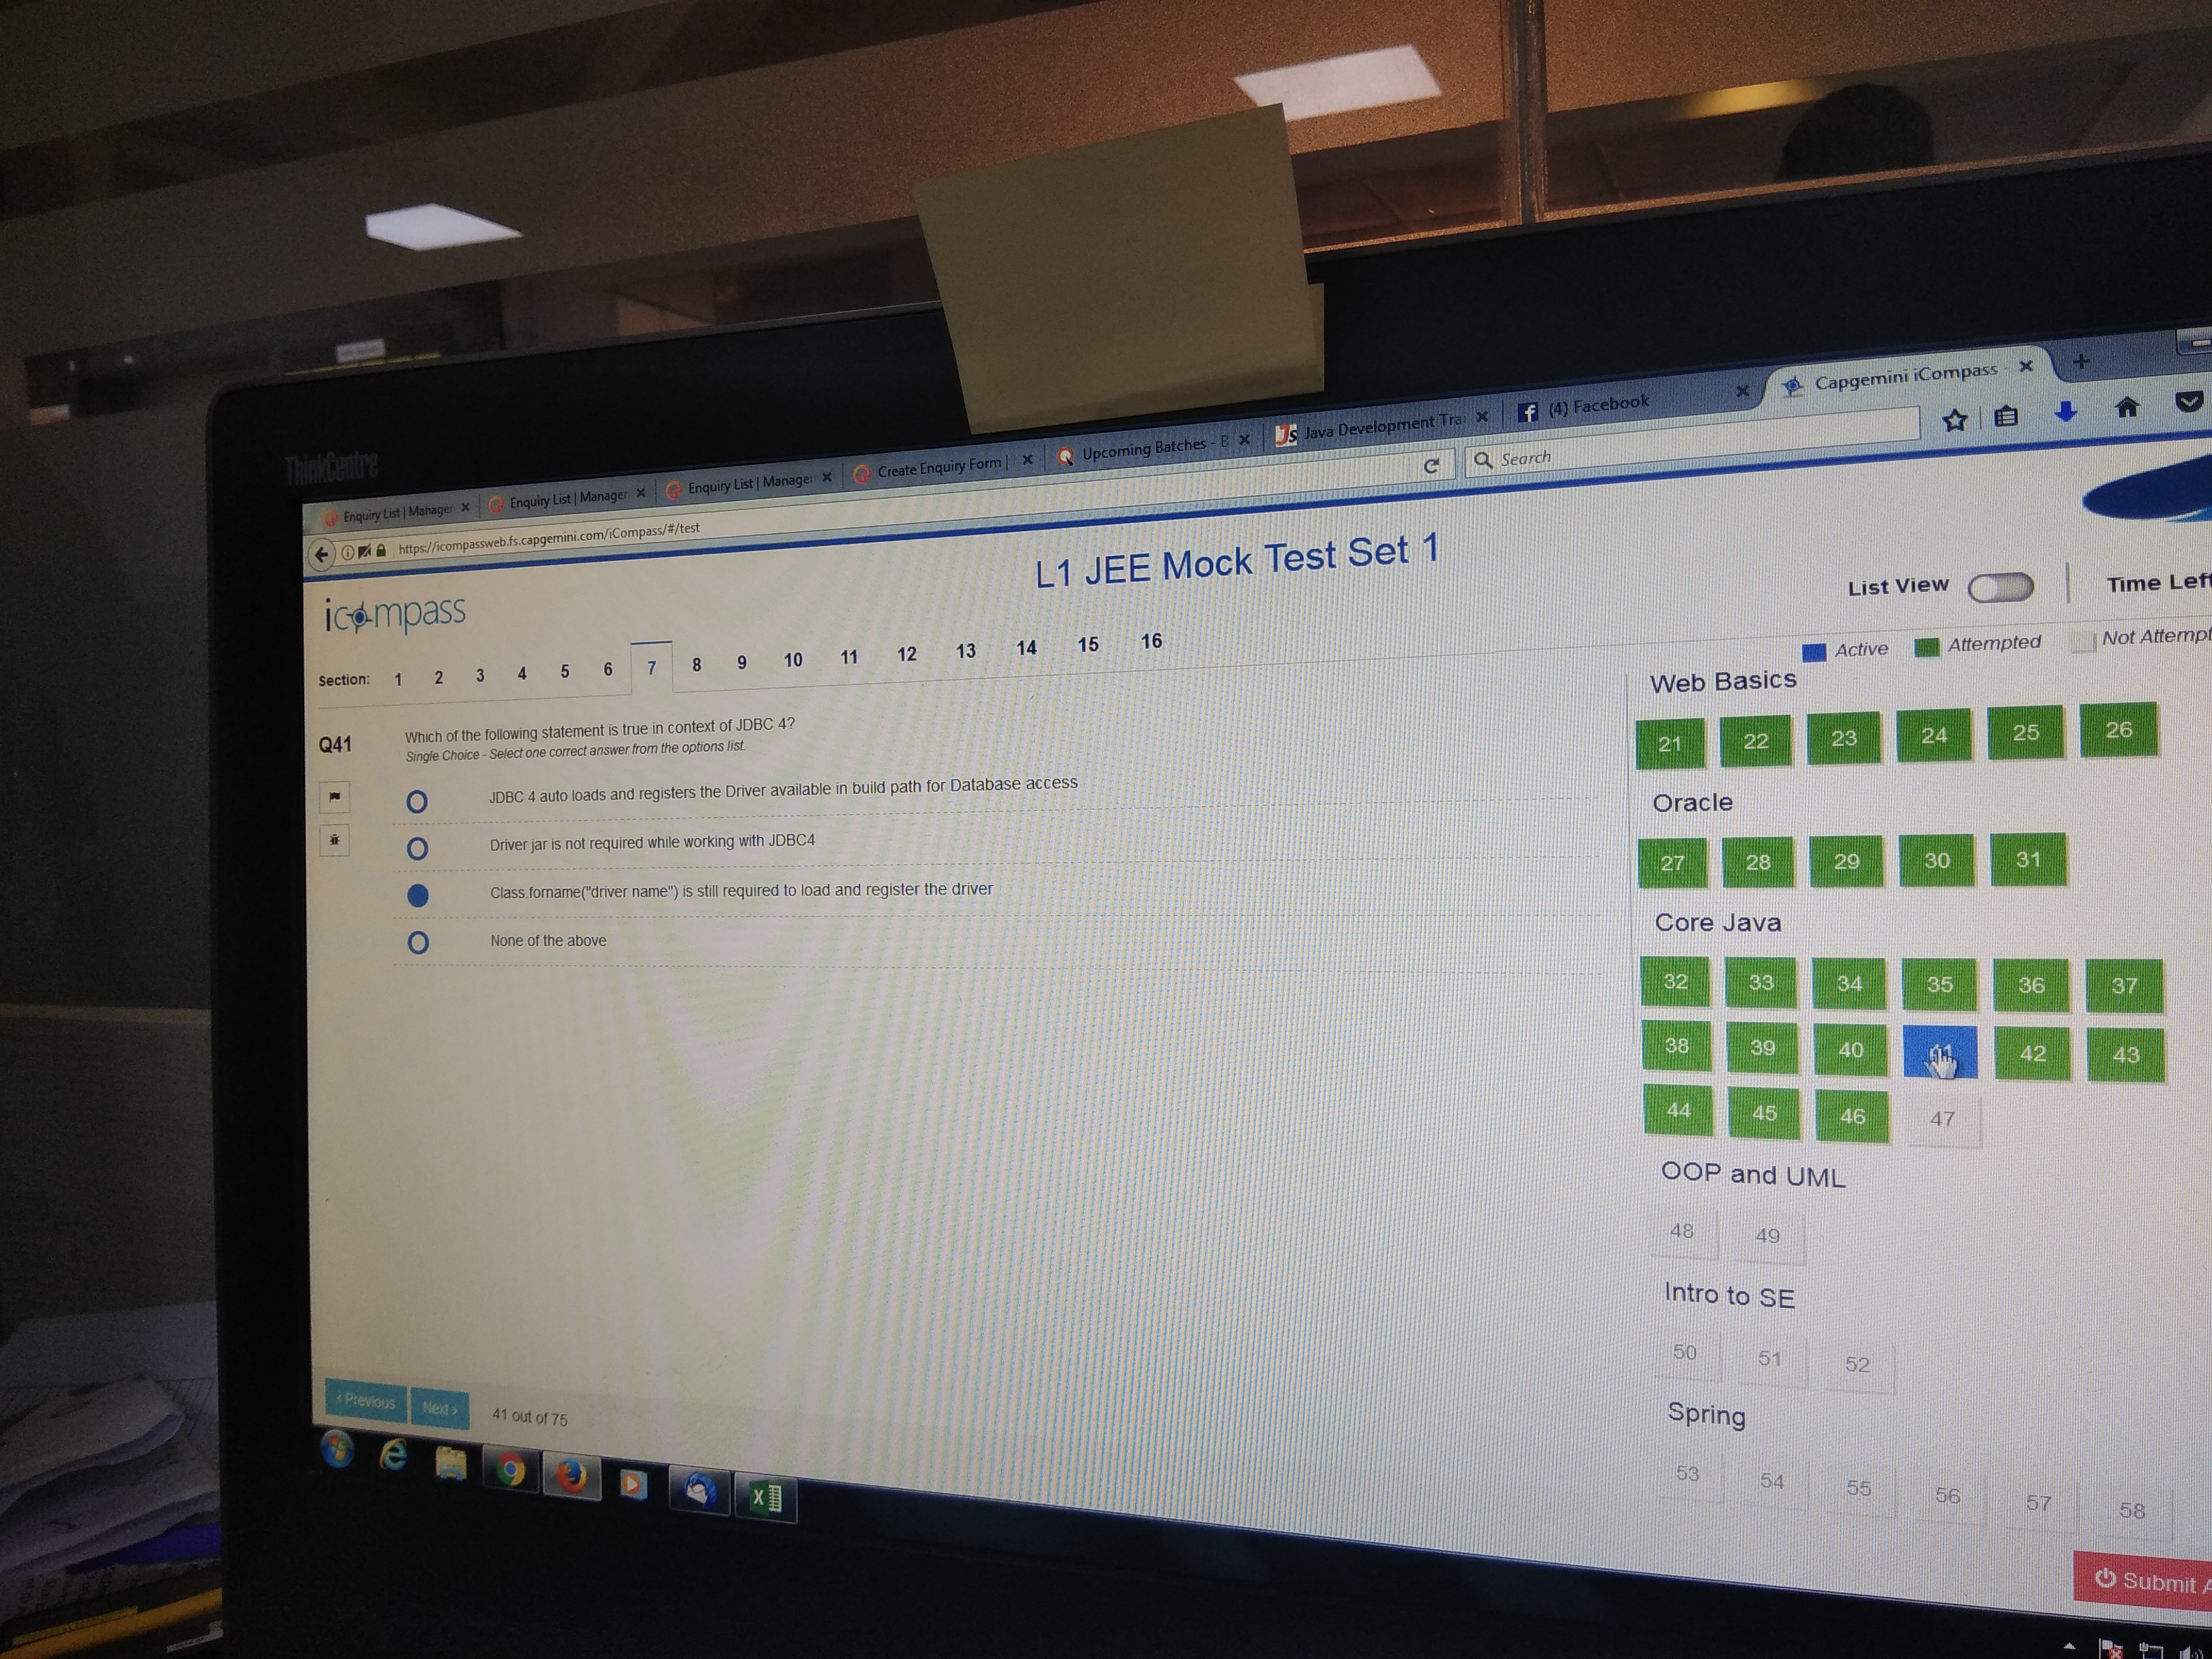 ThinkCentre
Enquiry List | Manager
Enquiry List | Manager
Enquiry List | Manager
Create Enquiry Form |
Upcoming Batches - B
Java Development Tra
(4) Facebook
Capgemini iCompass
https://icompassweb.fs.capgemini.com/iCompass/#/test
Search
icompass
L1 JEE Mock Test Set 1
List View
Time Left
Section: 1 2 3 4 5 6 7 8 9 10 11 12 13 14 15 16
Active Attempted Not Attempt
Q41
Which of the following statement is true in context of JDBC 4?
Single Choice - Select one correct answer from the options list.
JDBC 4 auto loads and registers the Driver available in build path for Database access
Driver jar is not required while working with JDBC4
Class.forname("driver name") is still required to load and register the driver
None of the above
Web Basics
21 22 23 24 25 26
Oracle
27 28 29 30 31
Core Java
32 33 34 35 36 37
38 39 40 41 42 43
44 45 46 47
OOP and UML
48 49
Intro to SE
50 51 52
Spring
53 54 55 56 57 58
< Previous
Next >
41 out of 75
Submit A